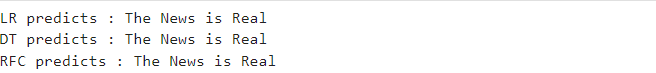 LR predicts : The News is Real
DT predicts : The News is Real
RFC predicts : The News is Real